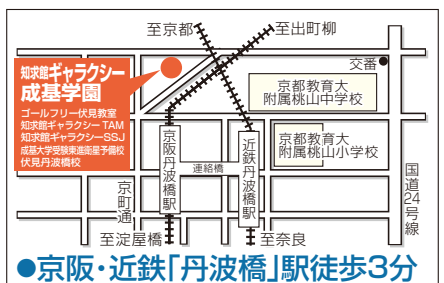 至京都
至出町柳
交番
知求館ギャラクシー
成基学園
ゴールフリー伏見教室
知求館ギャラクシーTAM
知求館ギャラクシーSSJ
成基大学受験東進衛星予備校
伏見丹波橋校
京都教育大
附属桃山中学校
京都教育大
附属桃山小学校
京阪丹波橋駅
連絡橋
近鉄丹波橋駅
京町通
国道24号線
至淀屋橋
至奈良
●京阪・近鉄「丹波橋」駅徒歩3分